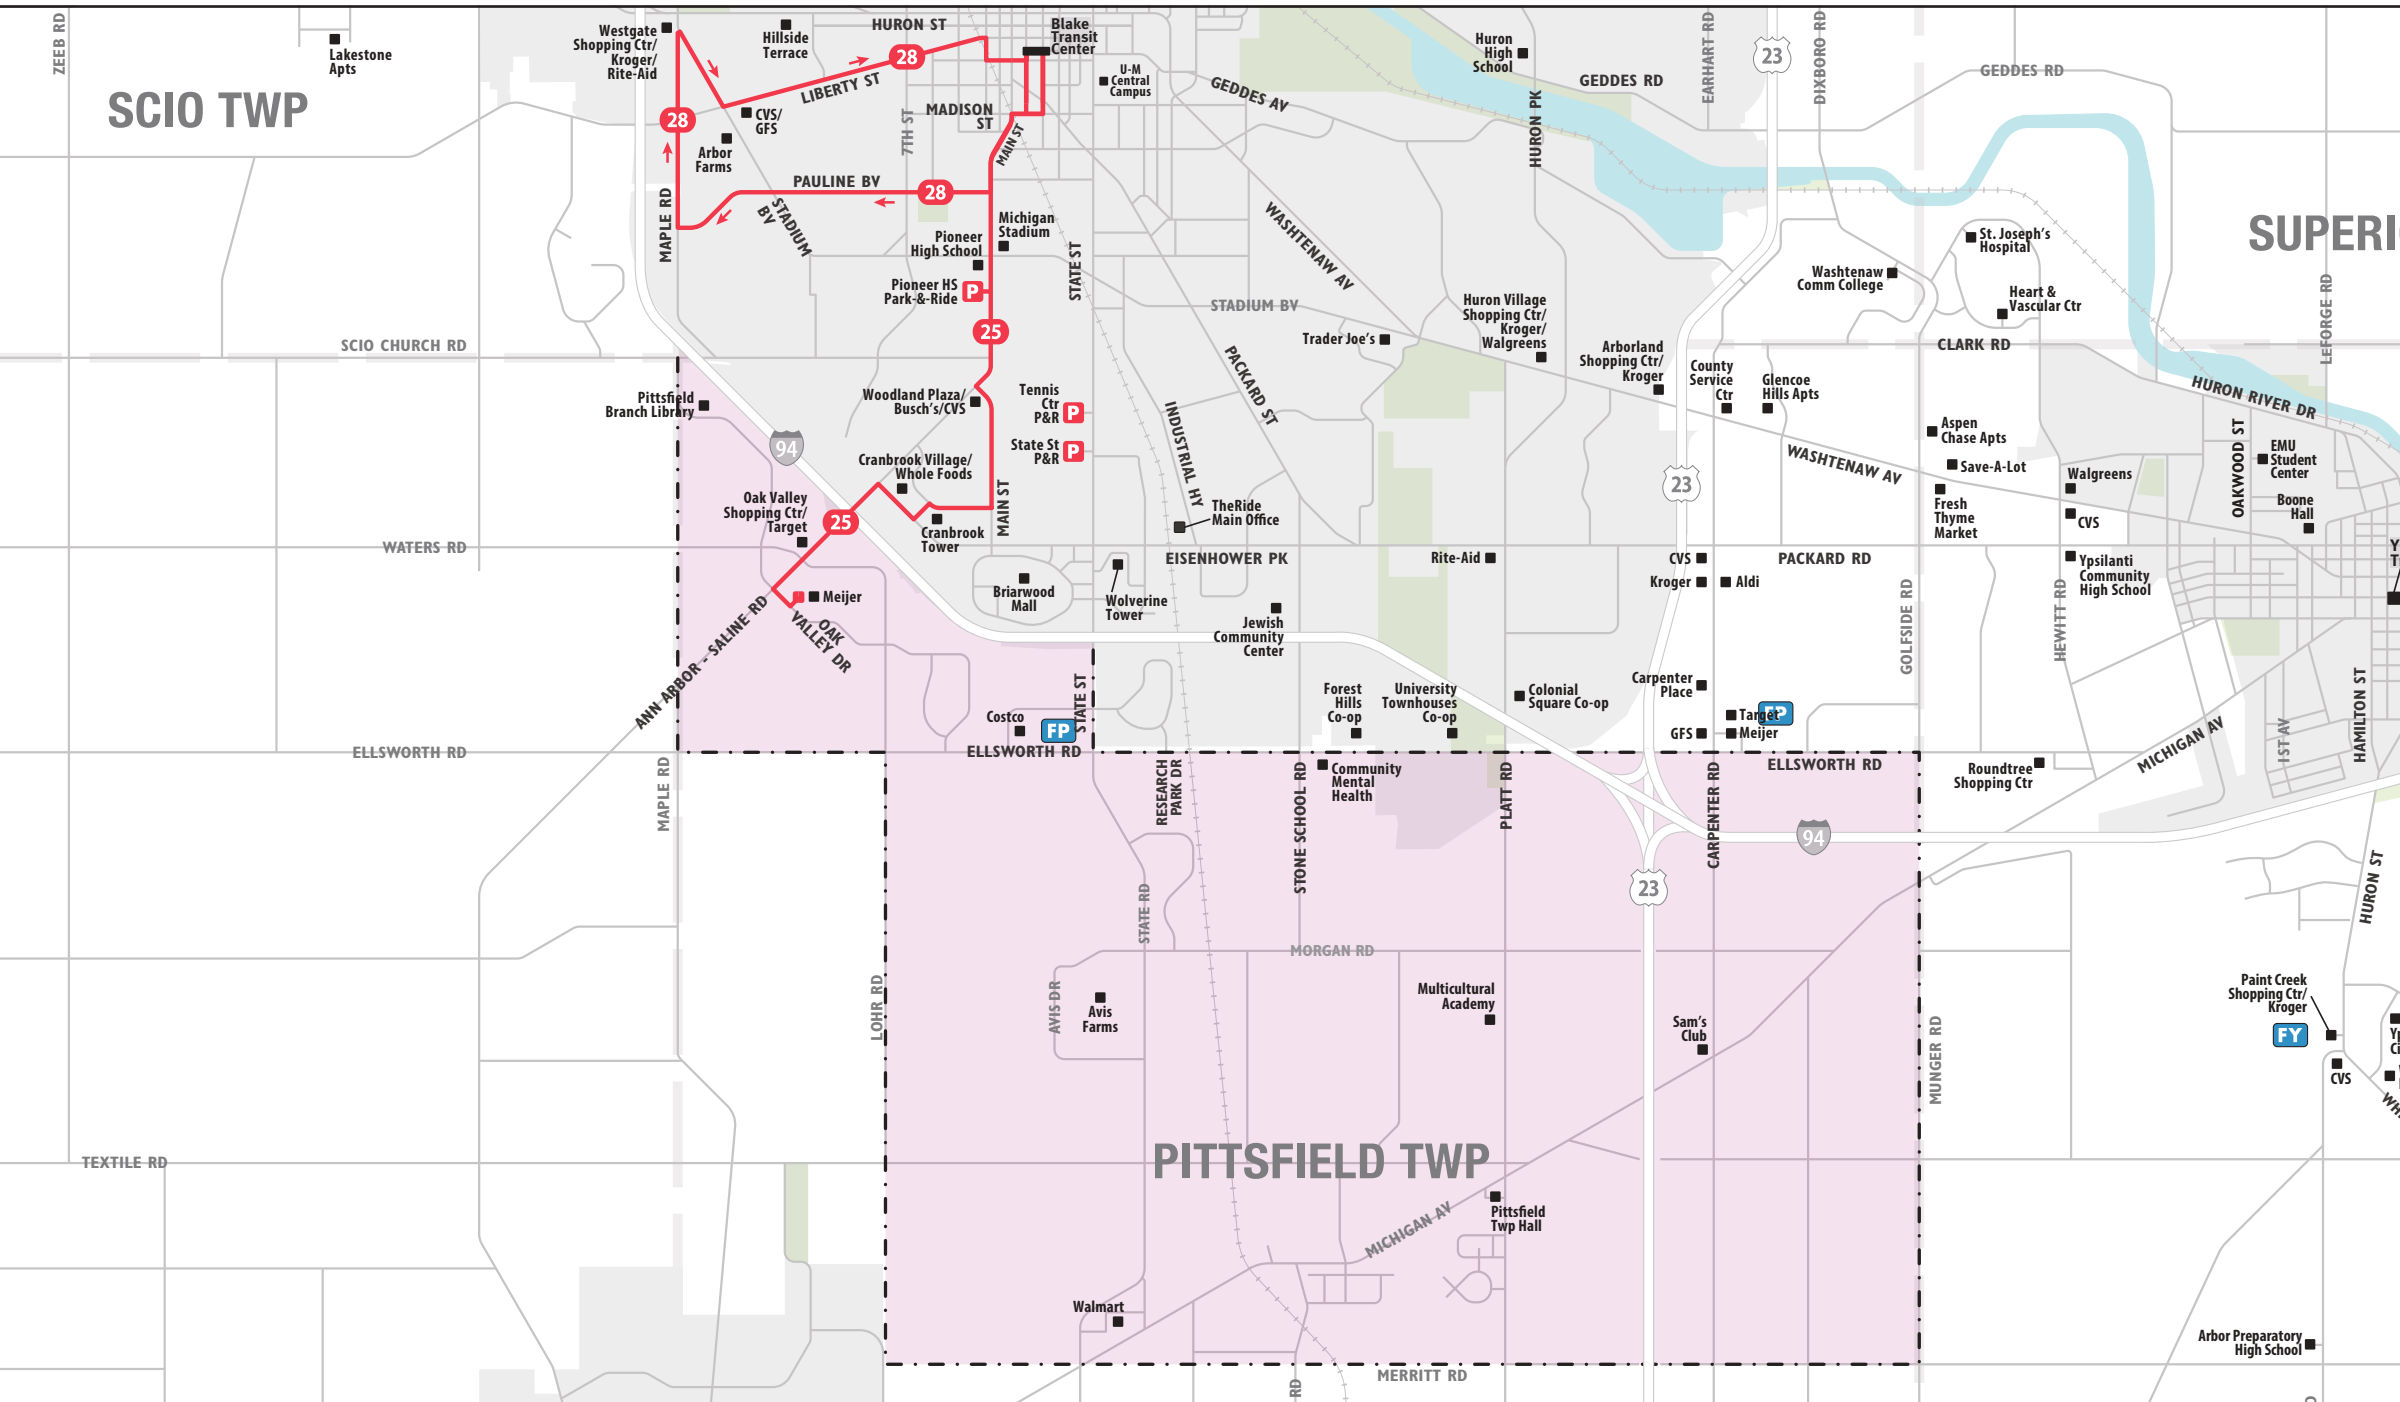 ZEEB RD
Lakestone
Apts
SCIO TWP
Westgate
Shopping Ctr/
Kroger/
Rite-Aid
Hillside
Terrace
HURON ST
28
LIBERTY ST
Blake
Transit
Center
U-M
Central
Campus
MADISON
ST
MAIN ST
7TH ST
28
CVS/
GFS
Arbor
Farms
PAULINE BV
28
MAPLE RD
STADIUM
BV
Pioneer
High School
Michigan
Stadium
Pioneer HS
Park-&-Ride
P
25
STATE ST
GEDDES AV
WASHTENAW AV
STADIUM BV
Trader Joe's
PACKARD ST
Huron
High
School
HURON PK
GEDDES RD
EARHART RD
23
DIXBORO RD
GEDDES RD
SUPERI
St. Joseph's
Hospital
Washtenaw
Comm College
Heart &
Vascular Ctr
CLARK RD
LEFORGE RD
HURON RIVER DR
Huron Village
Shopping Ctr/
Kroger/
Walgreens
Arborland
Shopping Ctr/
Kroger
County
Service
Ctr
Glencoe
Hills Apts
WASHTENAW AV
23
Aspen
Chase Apts
Save-A-Lot
Fresh
Thyme
Market
Walgreens
CVS
Ypsilanti
Community
High School
OAKWOOD ST
EMU
Student
Center
Boone
Hall
Y
T
SCIO CHURCH RD
Pittsfield
Branch Library
94
Woodland Plaza/
Busch's/CVS
Tennis
Ctr
P&R
P
State St
P&R
P
Cranbrook Village/
Whole Foods
Cranbrook
Tower
MAIN ST
Oak Valley
Shopping Ctr/
Target
25
Meijer
OAK
VALLEY DR
ANN ARBOR - SALINE RD
WATERS RD
INDUSTRIAL HY
TheRide
Main Office
EISENHOWER PK
Briarwood
Mall
Wolverine
Tower
Jewish
Community
Center
Rite-Aid
CVS
PACKARD RD
Kroger
Aldi
GOLFSIDE RD
HEWITT RD
Carpenter
Place
Target
FP
GFS
Meijer
Forest
Hills
Co-op
University
Townhouses
Co-op
Colonial
Square Co-op
Costco
FP
STATE ST
ELLSWORTH RD
ELLSWORTH RD
ELLSWORTH RD
MAPLE RD
RESEARCH
PARK DR
STONE SCHOOL RD
Community
Mental
Health
PLATT RD
CARPENTER RD
94
23
Roundtree
Shopping Ctr
MICHIGAN AV
1ST AV
HAMILTON ST
HURON ST
STATE RD
MORGAN RD
LOHR RD
AVIS DR
Avis
Farms
Multicultural
Academy
Sam's
Club
MUNGER RD
Paint Creek
Shopping Ctr/
Kroger
FY
CVS
Yp
Ci
WH
TEXTILE RD
PITTSFIELD TWP
Pittsfield
Twp Hall
MICHIGAN AV
Walmart
MERRITT RD
RD
Arbor Preparatory
High School